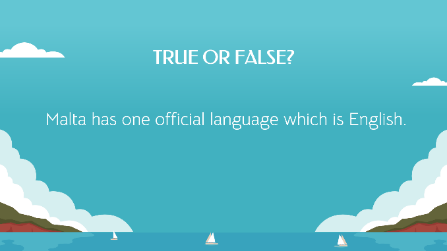 TRUE OR FALSE?
Malta has one official language which is English.